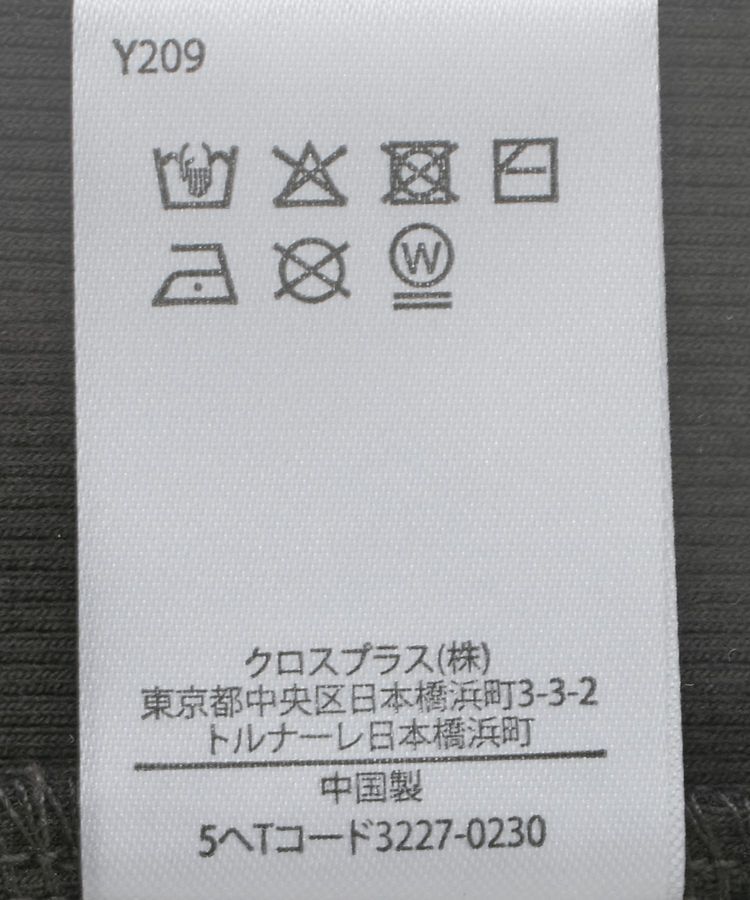 Y209
W
クロスプラス(株)
東京都中央区日本橋浜町3-3-2
トルナーレ日本橋浜町
中国製
5ヘTコード3227-0230